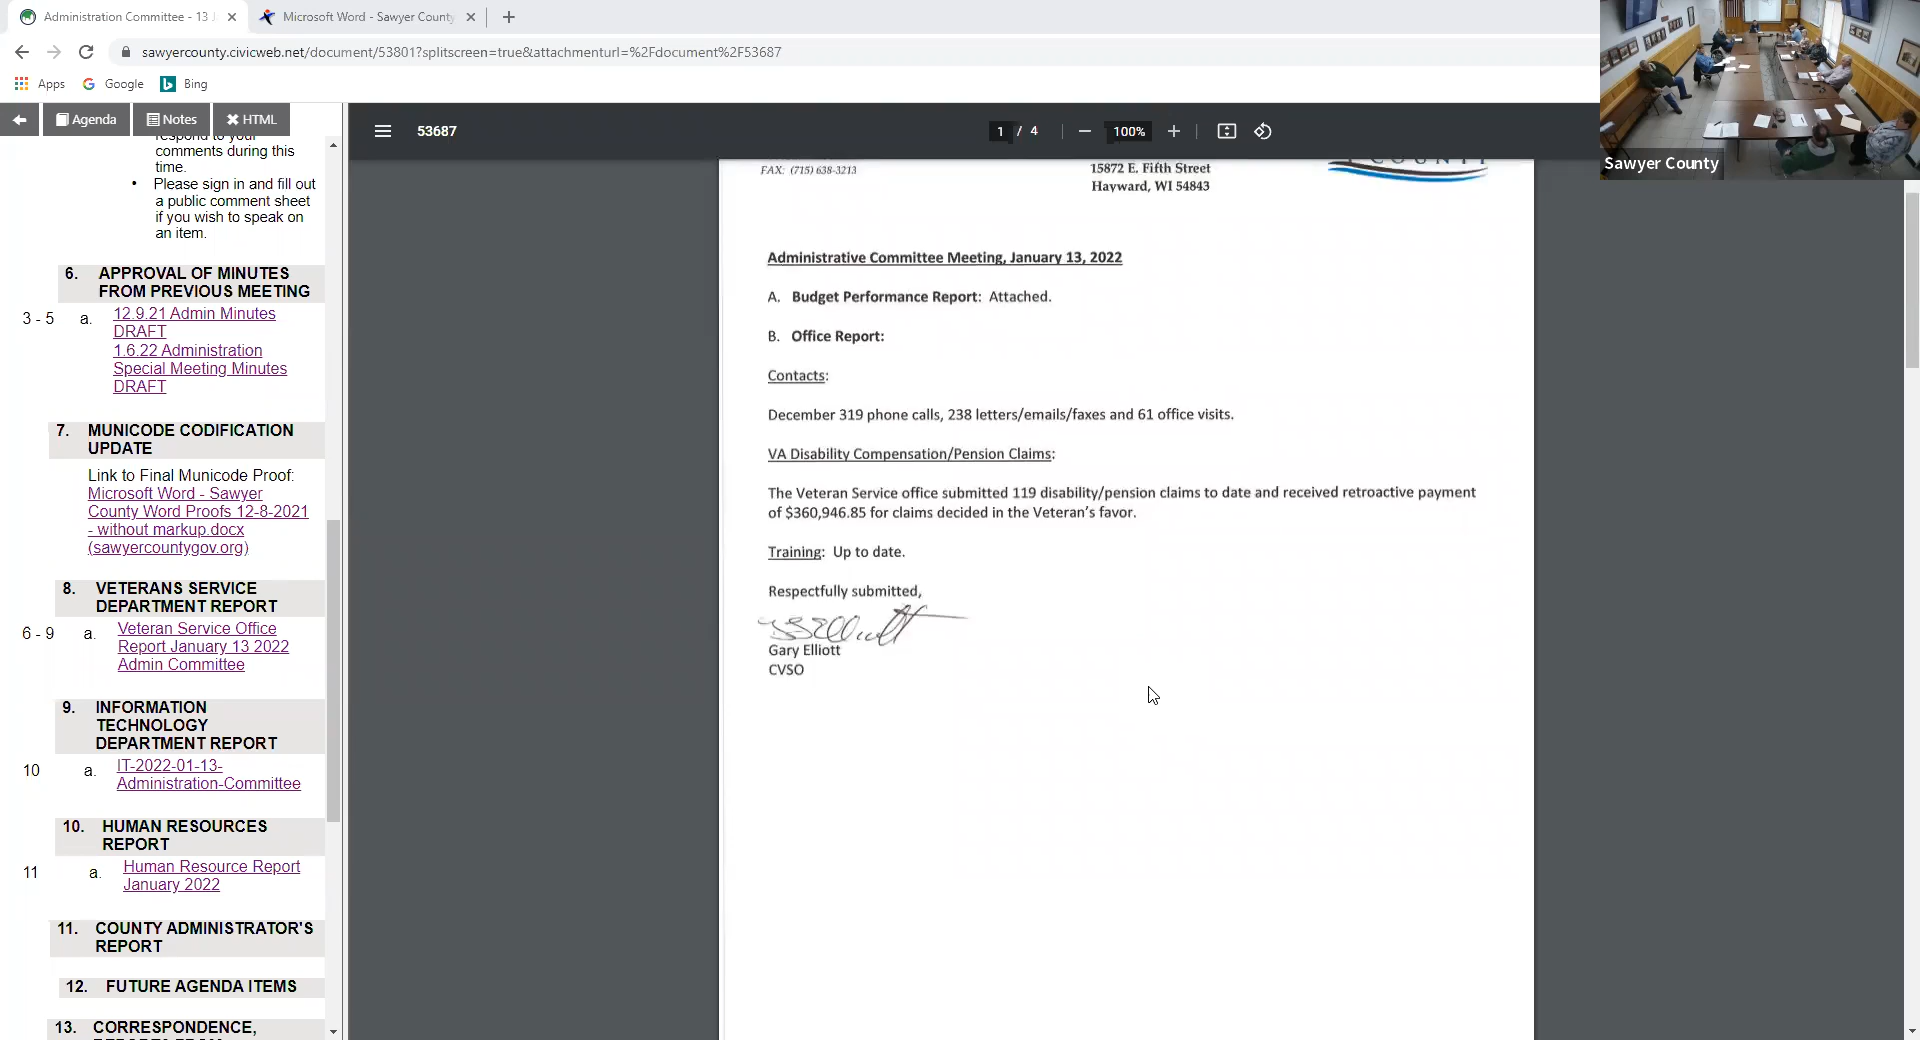 Administration Committee - 13 J
Microsoft Word - Sawyer County
sawyercounty.civicweb.net/document/53801?splitscreen=true&attachmenturl=%2Fdocument%2F53687
Apps
Google
Bing
Agenda
Notes
HTML
respond to your
comments during this
time.
• Please sign in and fill out
a public comment sheet
if you wish to speak on
an item.
6. APPROVAL OF MINUTES
FROM PREVIOUS MEETING
3 - 5 a. 12.9.21 Admin Minutes
DRAFT
1.6.22 Administration
Special Meeting Minutes
DRAFT
7. MUNICODE CODIFICATION
UPDATE
Link to Final Municode Proof:
Microsoft Word - Sawyer
County Word Proofs 12-8-2021
- without markup.docx
(sawyercountygov.org)
8. VETERANS SERVICE
DEPARTMENT REPORT
6 - 9 a. Veteran Service Office
Report January 13 2022
Admin Committee
9. INFORMATION
TECHNOLOGY
DEPARTMENT REPORT
10 a. IT-2022-01-13-
Administration-Committee
10. HUMAN RESOURCES
REPORT
11 a. Human Resource Report
January 2022
11. COUNTY ADMINISTRATOR'S
REPORT
12. FUTURE AGENDA ITEMS
13. CORRESPONDENCE,
53687
1 / 4
100%
FAX: (715) 638-3213
15872 E. Fifth Street
Hayward, WI 54843
COUNTY
Administrative Committee Meeting, January 13, 2022
A. Budget Performance Report: Attached.
B. Office Report:
Contacts:
December 319 phone calls, 238 letters/emails/faxes and 61 office visits.
VA Disability Compensation/Pension Claims:
The Veteran Service office submitted 119 disability/pension claims to date and received retroactive payment
of $360,946.85 for claims decided in the Veteran's favor.
Training: Up to date.
Respectfully submitted,
Gary Elliott
CVSO
Sawyer County